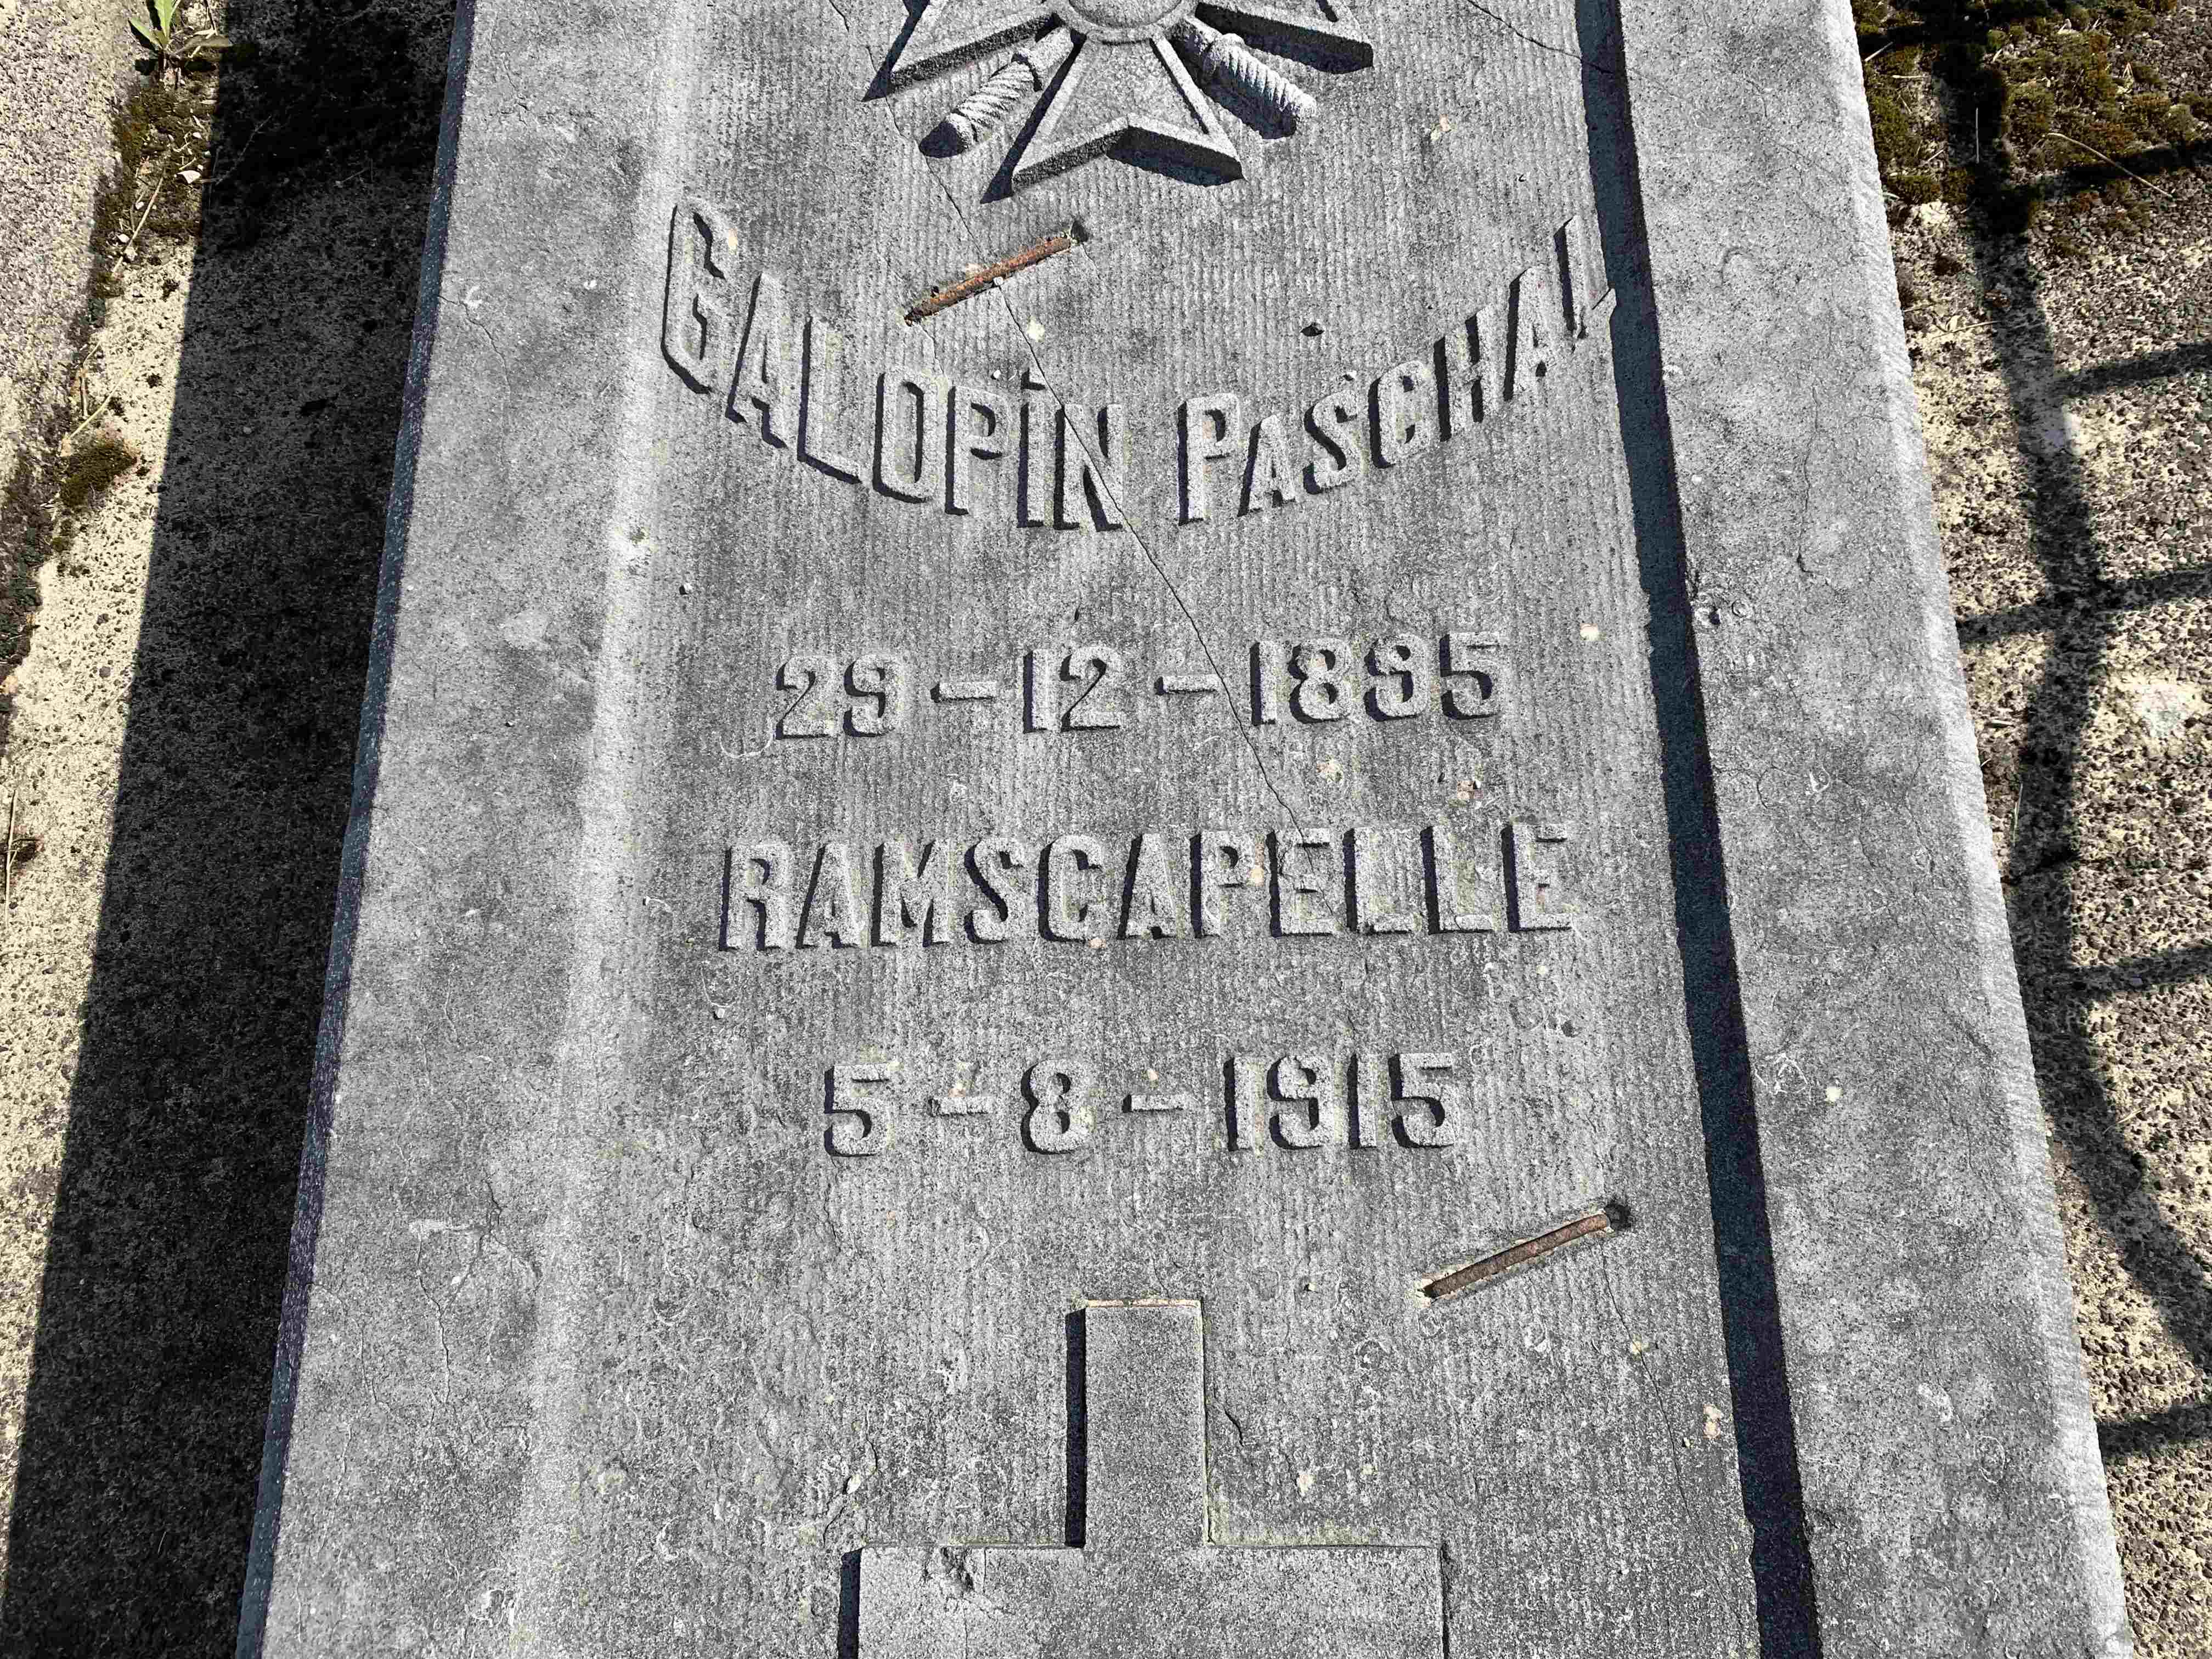 GALOPIN PASCHAL
29-12-1895
RAMSCAPELLE
5-8-1915